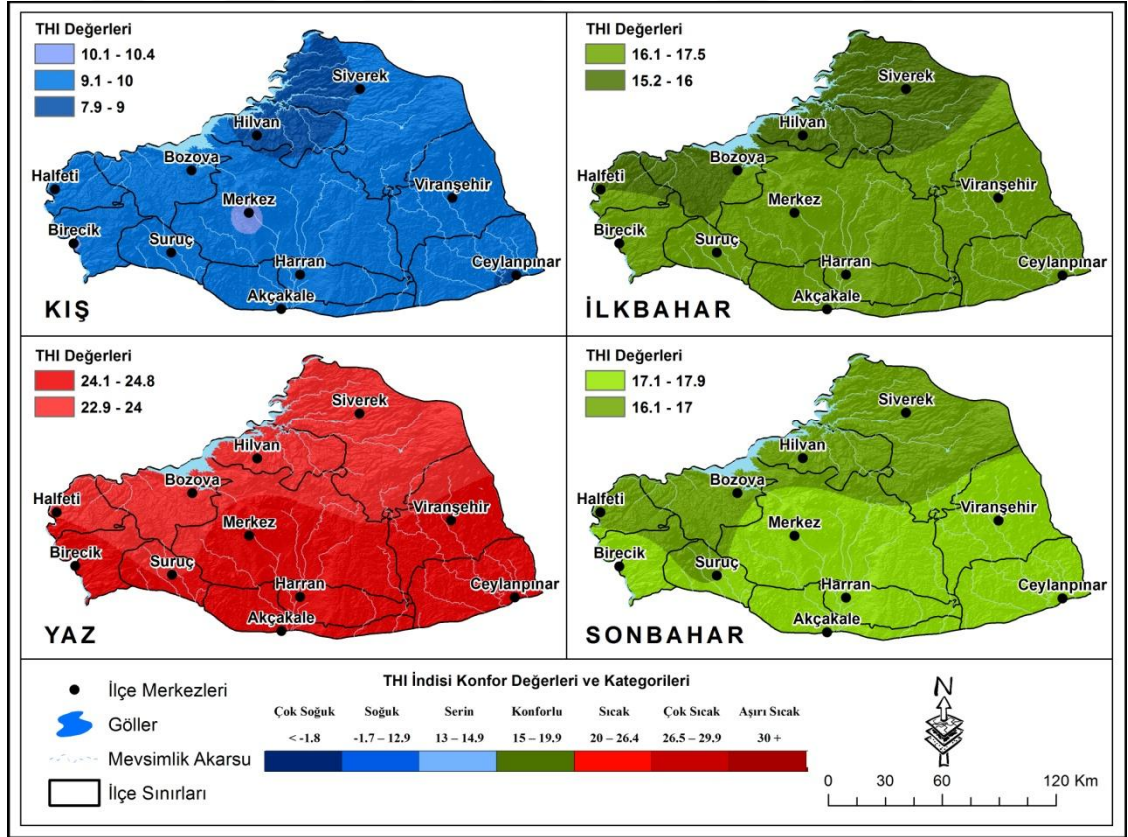 THI Değerleri
10.1 - 10.4
9.1 - 10
7.9 - 9
Siverek
Hilvan
Bozova
Halfeti
Viranşehir
Merkez
Birecik
Suruç
Harran
Ceylanpınar
Akçakale
KIŞ
THI Değerleri
16.1 - 17.5
15.2 - 16
Siverek
Hilvan
Bozova
Halfeti
Viranşehir
Merkez
Birecik
Suruç
Harran
Ceylanpınar
Akçakale
İLKBAHAR
THI Değerleri
24.1 - 24.8
22.9 - 24
Siverek
Hilvan
Bozova
Halfeti
Viranşehir
Merkez
Birecik
Suruç
Harran
Ceylanpınar
Akçakale
YAZ
THI Değerleri
17.1 - 17.9
16.1 - 17
Siverek
Hilvan
Bozova
Halfeti
Viranşehir
Merkez
Birecik
Suruç
Harran
Ceylanpınar
Akçakale
SONBAHAR
İlçe Merkezleri
Göller
Mevsimlik Akarsu
İlçe Sınırları
THI İndisi Konfor Değerleri ve Kategorileri
Çok Soğuk Soğuk Serin Konforlu Sıcak Çok Sıcak Aşırı Sıcak
< -1.8 -1.7 – 12.9 13 – 14.9 15 – 19.9 20 – 26.4 26.5 – 29.9 30 +
N
0 30 60 120 Km